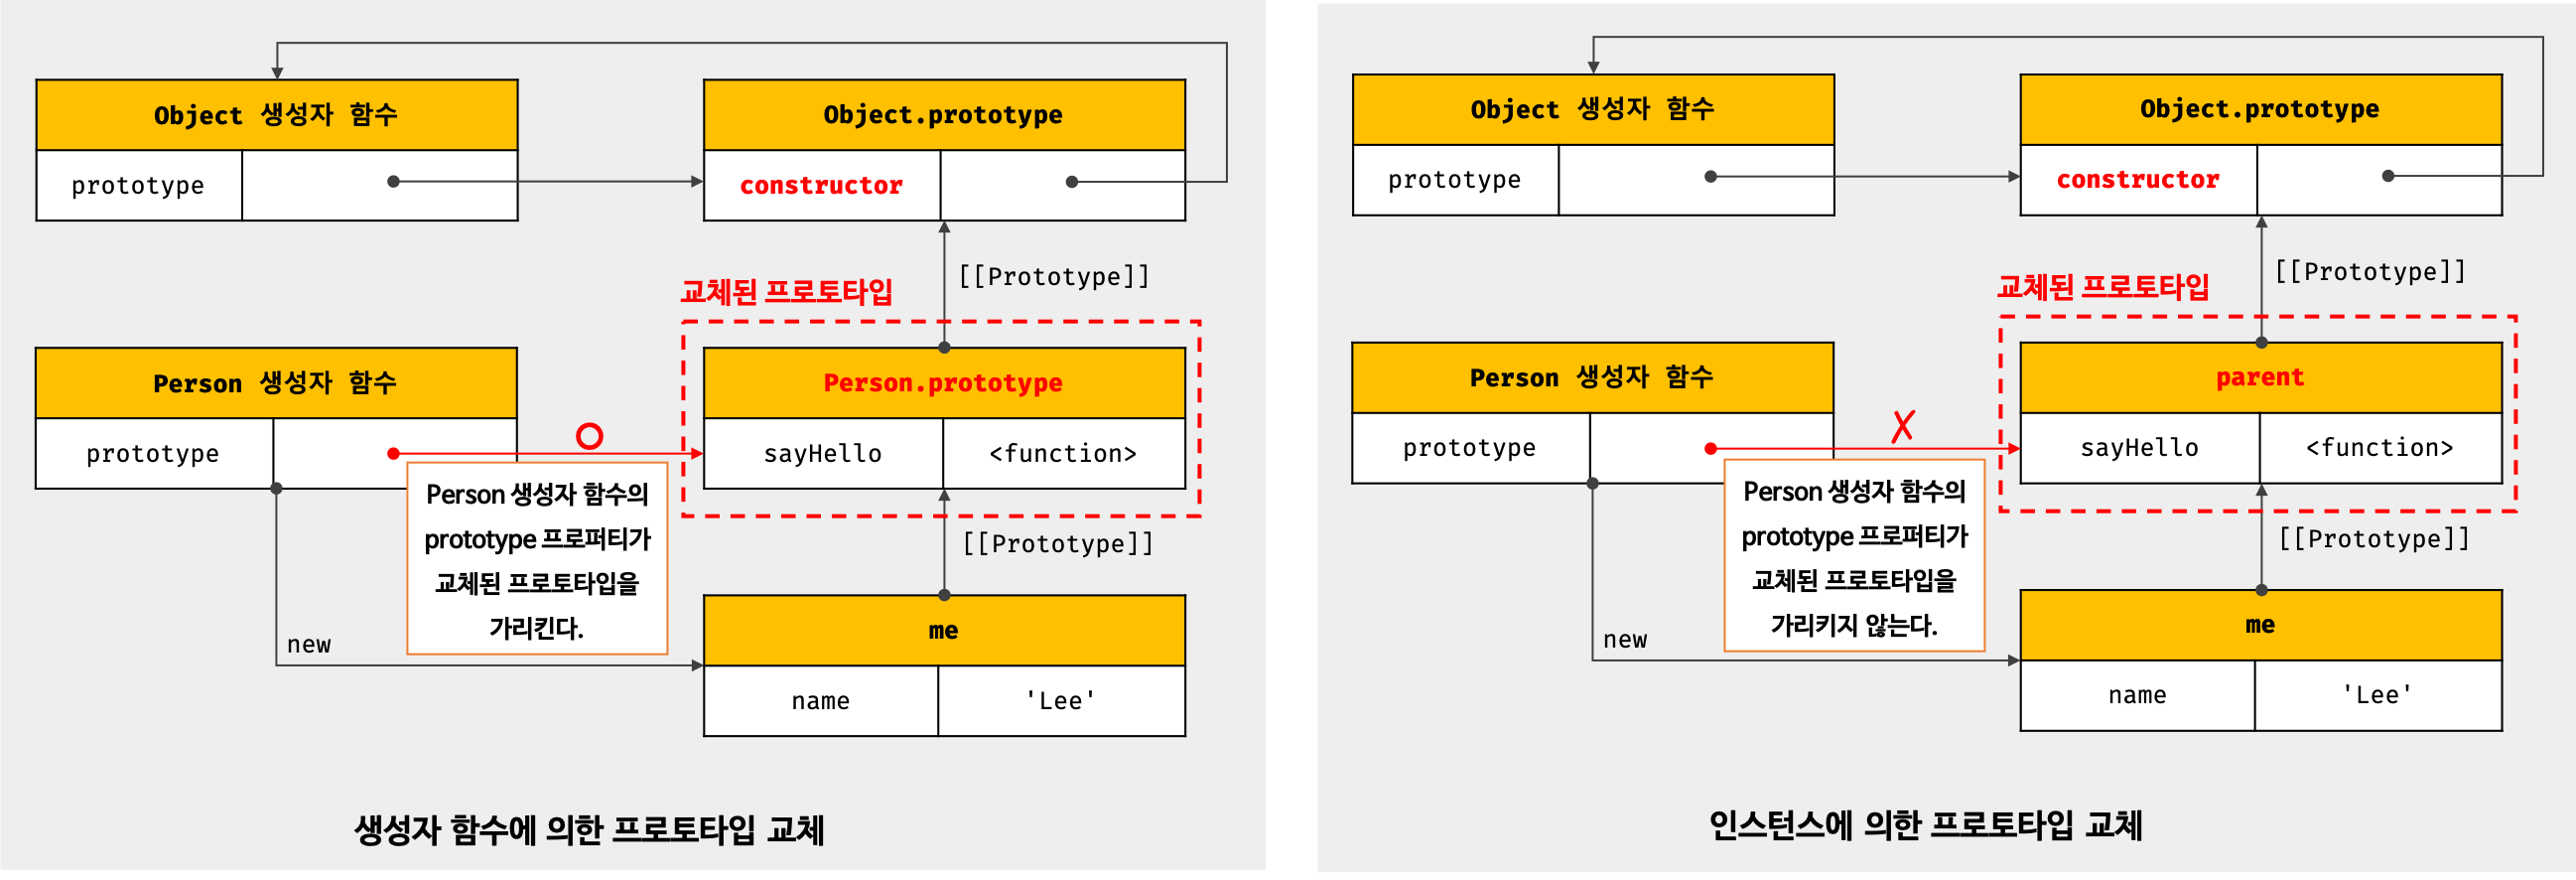 Object 생성자 함수
prototype
Object.prototype
constructor
[[Prototype]]
교체된 프로토타입
Person 생성자 함수
prototype
Person.prototype
sayHello
<function>
Person 생성자 함수의
prototype 프로퍼티가
교체된 프로토타입을
가리킨다.
[[Prototype]]
new
me
name
'Lee'
생성자 함수에 의한 프로토타입 교체
Object 생성자 함수
prototype
Object.prototype
constructor
[[Prototype]]
교체된 프로토타입
Person 생성자 함수
prototype
parent
sayHello
<function>
Person 생성자 함수의
prototype 프로퍼티가
교체된 프로토타입을
가리키지 않는다.
[[Prototype]]
new
me
name
'Lee'
인스턴스에 의한 프로토타입 교체